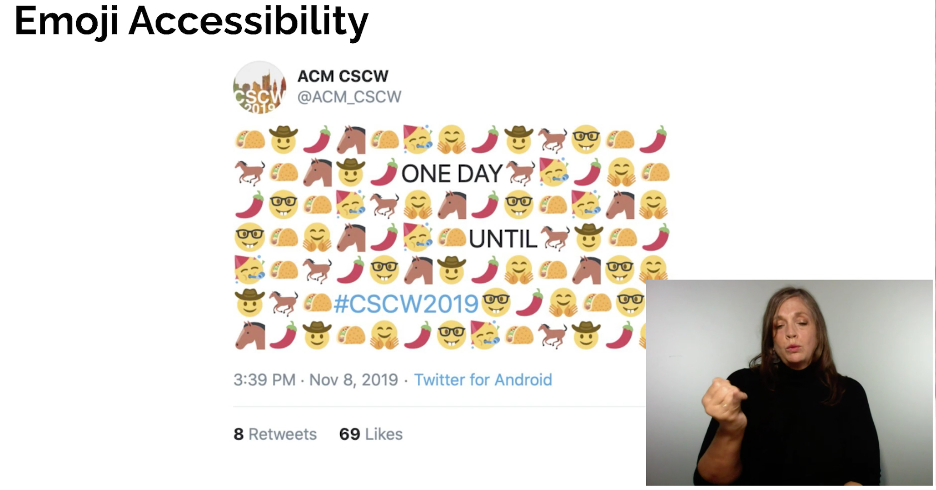 Emoji Accessibility
ACM CSCW
@ACM_CSCW
CSCW
2019
🌮🤠🌶️🐴🌮🥳🤗🌶️🤠🐎🤓🌮🌶️
🐎🌮🐴🤠🌶️ONE DAY🐎🥳🌶️🤗🌮
🌶️🤓🌮🥳🐎🤗🐴🌶️🤓🌮🥳🐴🤗
🤓🌮🤗🐴🌶️🥳🌮UNTIL🐎🤠🌮🌶️
🥳🌮🐎🌶️🤓🐴🤠🌶️🤗🌮🐴🤓🤗
🤠🐎🌮#CSCW2019🤓🌶️🤗🌮🤓
🐴🌶️🤠🌮🤗🌶️🤓🥳🌮🐎🤠🌶️
3:39 PM · Nov 8, 2019 · Twitter for Android
8 Retweets 69 Likes